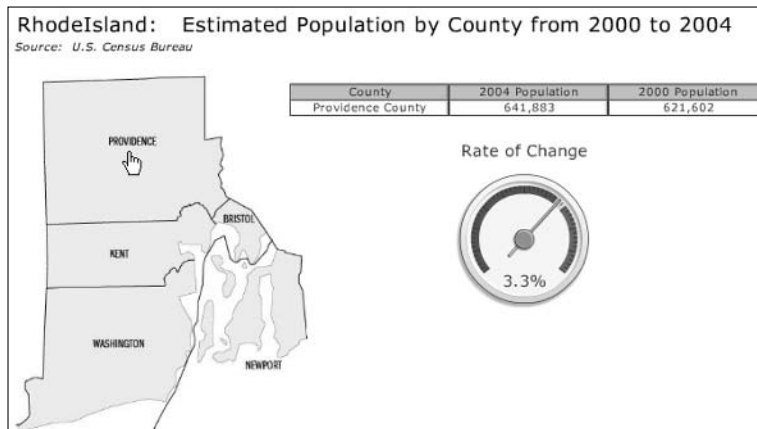 RhodeIsland: Estimated Population by County from 2000 to 2004
Source: U.S. Census Bureau
County 2004 Population 2000 Population
Providence County 641,883 621,602
Rate of Change
3.3%
PROVIDENCE
BRISTOL
KENT
WASHINGTON
NEWPORT